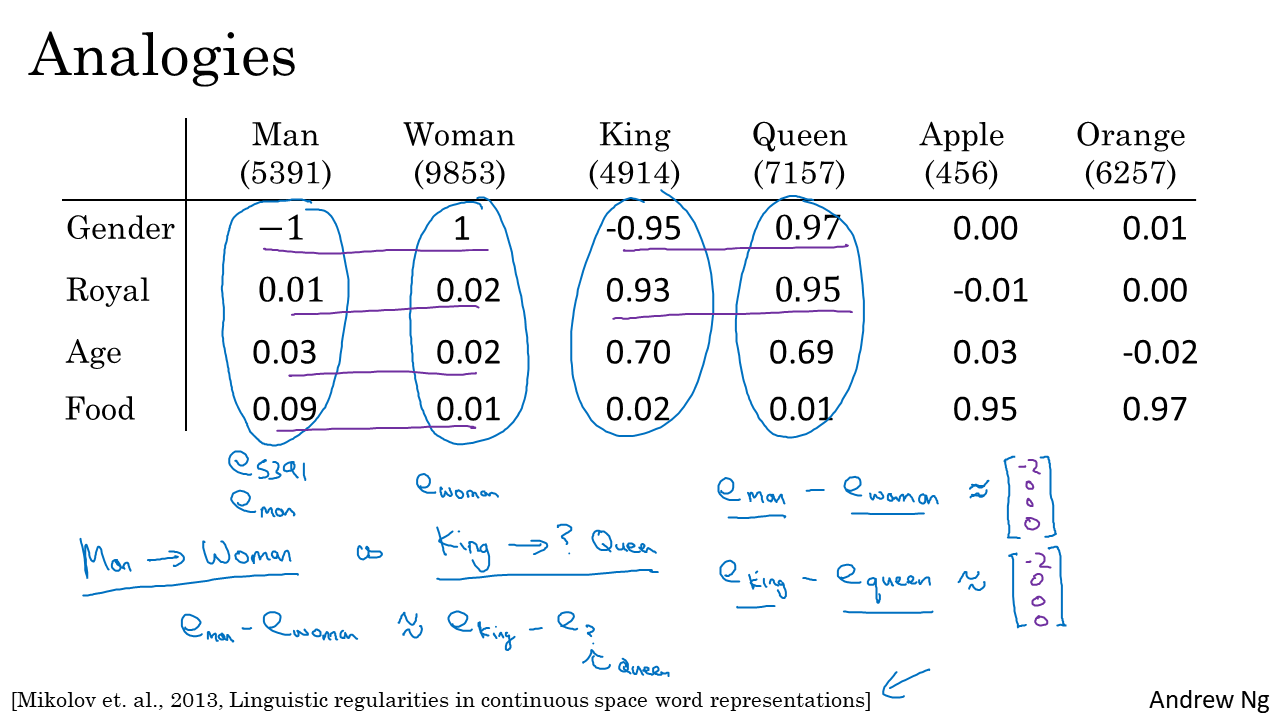 Analogies
Man Woman King Queen Apple Orange
(5391) (9853) (4914) (7157) (456) (6257)
Gender −1 1 -0.95 0.97 0.00 0.01
Royal 0.01 0.02 0.93 0.95 -0.01 0.00
Age 0.03 0.02 0.70 0.69 0.03 -0.02
Food 0.09 0.01 0.02 0.01 0.95 0.97
e5391
eman
ewoman
eman - ewoman ≈ [-2 0 0 0]
Man → Woman as King → ? Queen
eking - equeen ≈ [-2 0 0 0]
eman - ewoman ≈ eking - e?
↑ Queen
[Mikolov et. al., 2013, Linguistic regularities in continuous space word representations]
Andrew Ng